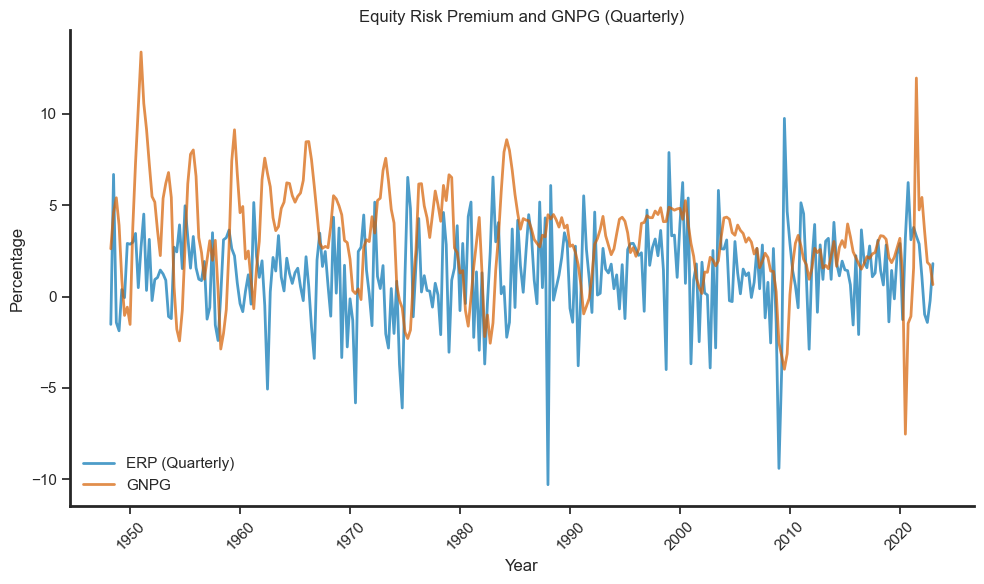 Equity Risk Premium and GNPG (Quarterly)
Percentage
10
5
0
−5
−10
ERP (Quarterly)
GNPG
1950
1960
1970
1980
1990
2000
2010
2020
Year